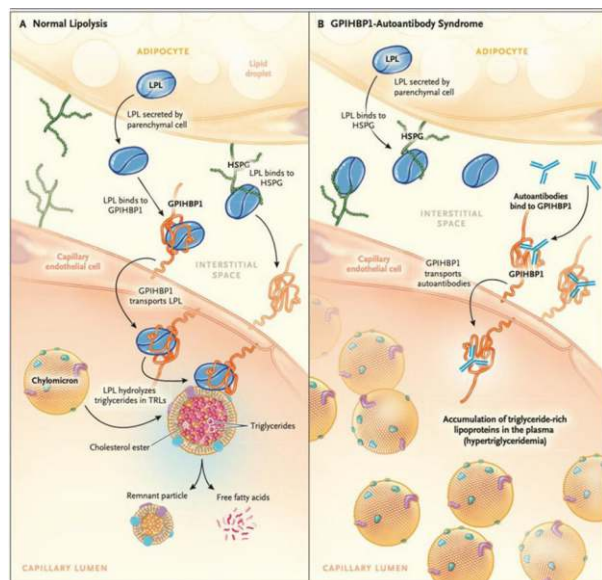 A Normal Lipolysis
ADIPOCYTE
Lipid
droplet
LPL
LPL secreted by
parenchymal cell
HSPG
LPL binds to
HSPG
LPL binds to
GPIHBP1
GPIHBP1
Capillary
endothelial cell
INTERSTITIAL
SPACE
GPIHBP1
transports LPL
Chylomicron
LPL hydrolyzes
triglycerides in TRLs
Triglycerides
Cholesterol ester
Remnant
particle
Free fatty
acids
CAPILLARY LUMEN
B GPIHBP1-Autoantibody Syndrome
ADIPOCYTE
LPL
LPL secreted by
parenchymal cell
LPL binds to
HSPG
HSPG
Autoantibodies
bind to GPIHBP1
INTERSTITIAL
SPACE
Capillary
endothelial cell
GPIHBP1
transports
autoantibodies
GPIHBP1
Accumulation of triglyceride-rich
lipoproteins in the plasma
(hypertriglyceridemia)
CAPILLARY LUMEN